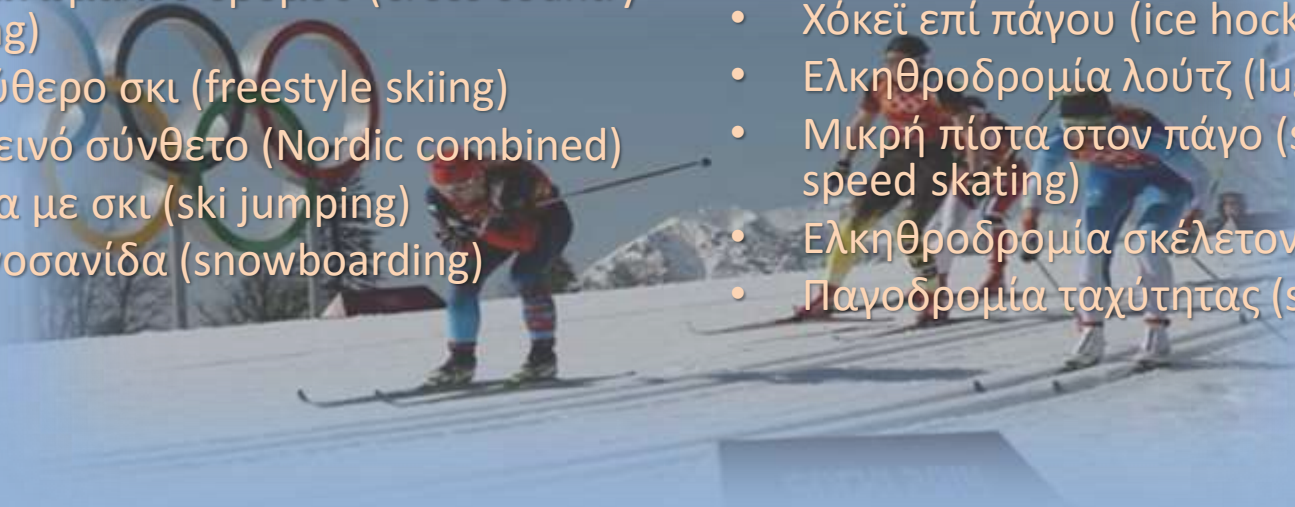 ng)
ύθερο σκι (freestyle skiing)
εινό σύνθετο (Nordic combined)
α με σκι (ski jumping)
οσανίδα (snowboarding)
• Χόκεϊ επί πάγου (ice hock
• Ελκηθροδρομία λούτζ (lu
• Μικρή πίστα στον πάγο (s
speed skating)
• Ελκηθροδρομία σκέλετον
• Παγοδρομία ταχύτητας (s